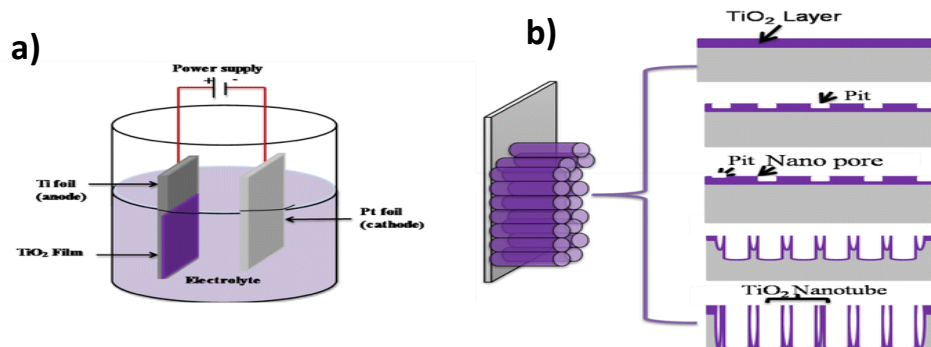 a)
Power supply
+ -
Ti foil
(anode)
TiO₂ Film
Pt foil
(cathode)
Electrolyte
b)
TiO₂ Layer
Pit
Pit Nano pore
TiO₂ Nanotube